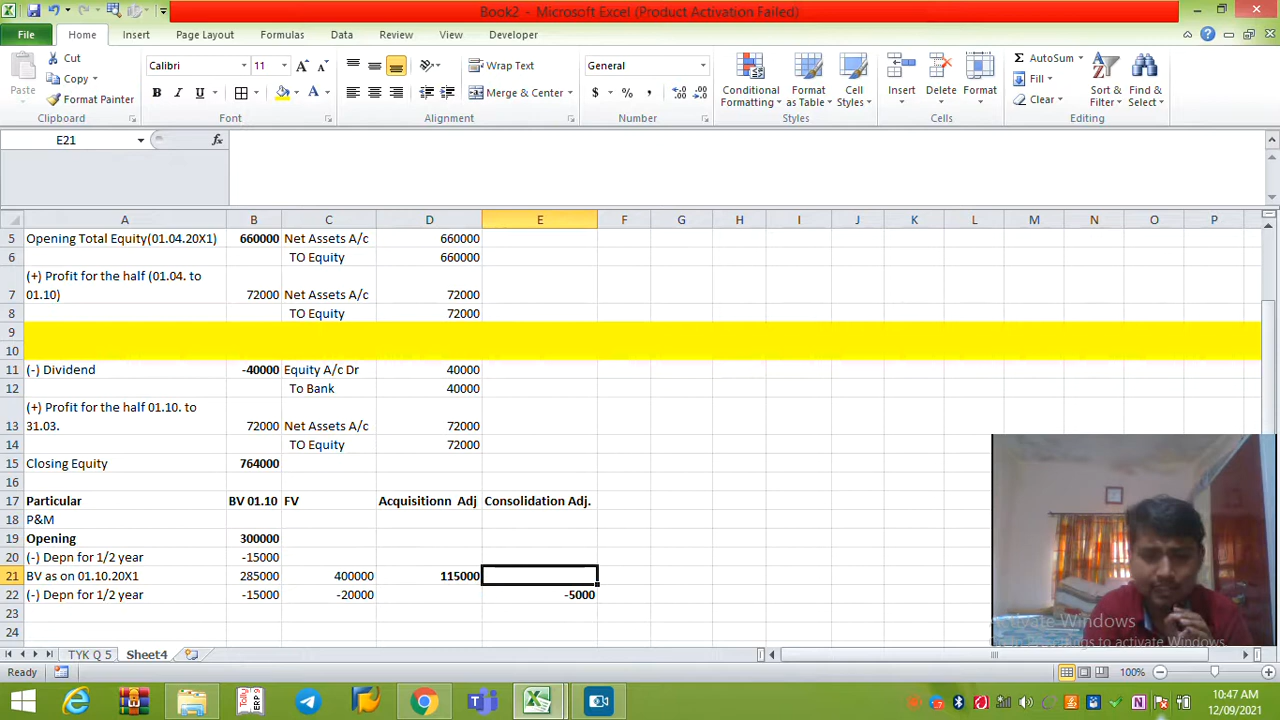 Book2 - Microsoft Excel (Product Activation Failed)
File Home Insert Page Layout Formulas Data Review View Developer
Cut
Copy
Format Painter
Paste
Clipboard
Calibri 11
B I U
Font
Wrap Text
Merge & Center
Alignment
General
$ % ,
Number
Conditional Formatting
Format as Table
Cell Styles
Styles
Insert Delete Format
Cells
AutoSum
Fill
Clear
Sort & Filter
Find & Select
Editing
E21 fx
A B C D E F G H I J K L M N O P
5 Opening Total Equity(01.04.20X1) 660000 Net Assets A/c 660000
6 TO Equity 660000
7 (+) Profit for the half (01.04. to 01.10) 72000 Net Assets A/c 72000
8 TO Equity 72000
9
10
11 (-) Dividend -40000 Equity A/c Dr 40000
12 To Bank 40000
13 (+) Profit for the half 01.10. to 31.03. 72000 Net Assets A/c 72000
14 TO Equity 72000
15 Closing Equity 764000
16
17 Particular BV 01.10 FV Acquisitionn Adj Consolidation Adj.
18 P&M
19 Opening 300000
20 (-) Depn for 1/2 year -15000
21 BV as on 01.10.20X1 285000 400000 115000
22 (-) Depn for 1/2 year -15000 -20000 -5000
23
24
Activate Windows
to activate Windows
TYK Q 5 Sheet4
Ready 100%
10:47 AM
12/09/2021